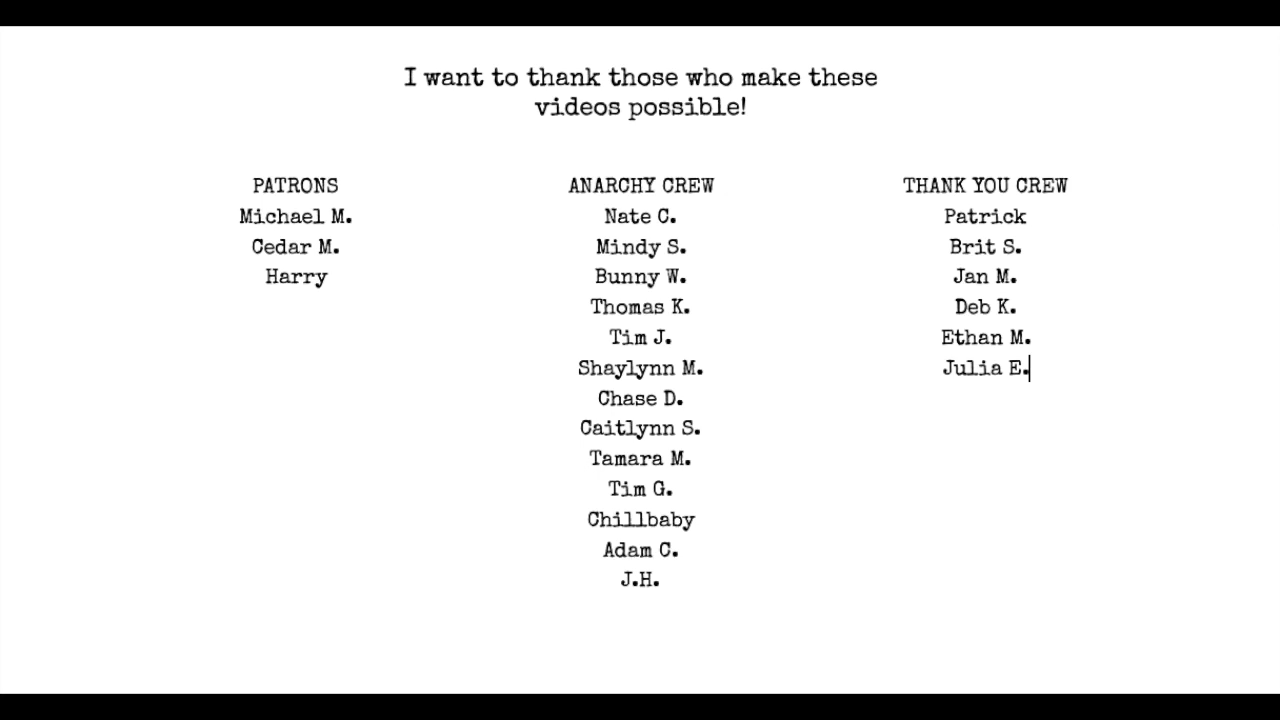 I want to thank those who make these
videos possible!
PATRONS
Michael M.
Cedar M.
Harry
ANARCHY CREW
Nate C.
Mindy S.
Bunny W.
Thomas K.
Tim J.
Shaylynn M.
Chase D.
Caitlynn S.
Tamara M.
Tim G.
Chillbaby
Adam C.
J.H.
THANK YOU CREW
Patrick
Brit S.
Jan M.
Deb K.
Ethan M.
Julia E.